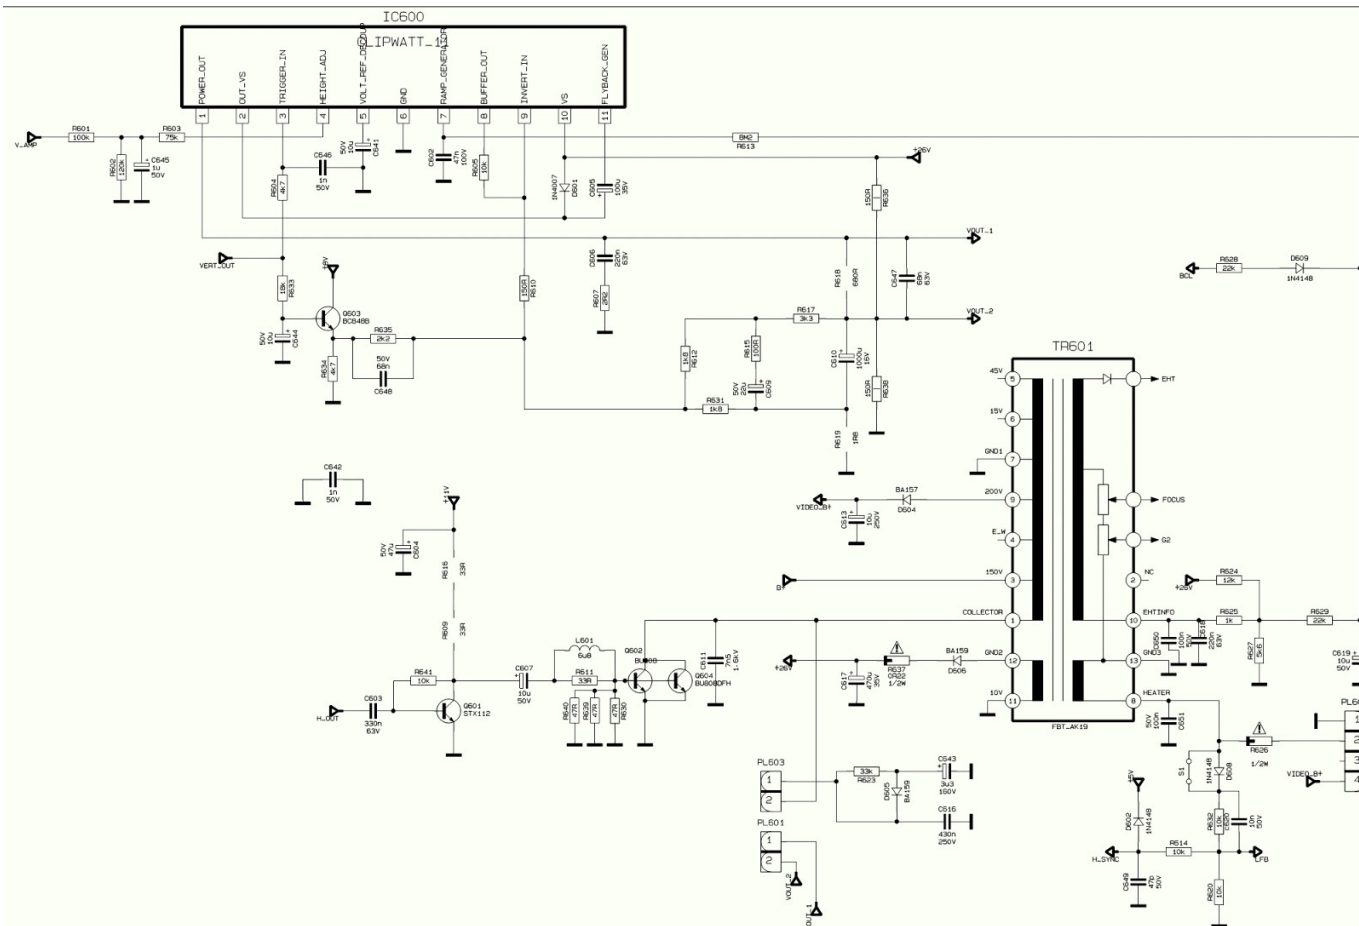 IC600
CLIPWATT_11
POWER_OUT
OUT_VS
TRIGGER_IN
HEIGHT_ADJ
VOLT_REF_DECOUP
GND
RAMP_GENERATOR
BUFFER_OUT
INVERT_IN
VS
FLYBACK_GEN
1 2 3 4 5 6 7 8 9 10 11
V_AMP
R601
100k
R603
75k
R602
120k
C645
1u
50V
R604
4k7
C646
1n
50V
50V
10u
C641
C602
47n
100V
R605
10k
1N4007
D601
C605
100u
35V
8M2
R613
+26V
150R
R636
VOUT_1
VERT_OUT
+8V
R633
18k
C606
220n
63V
R607
2R2
150R
R610
R618
680R
C647
68n
63V
VOUT_2
50V
10u
C644
Q603
BC848B
R635
2k2
R634
4k7
50V
68n
C648
R617
3k3
1k8
R612
R615
100R
50V
22u
C609
C610
1000u
16V
150R
R638
R631
1k8
R619
1R8
BCL
R628
22k
D609
1N4148
TR601
45V
5
15V
6
GND1
7
200V
9
E_W
4
150V
3
COLLECTOR
1
GND2
12
10V
11
EHT
FOCUS
G2
NC
2
EHTINFO
10
GND3
13
HEATER
8
FBT_AK19
C642
1n
50V
+11V
50V
47u
C604
R616
33R
R609
33R
VIDEO_B+
BA157
D604
C613
10u
250V
B+
H_OUT
C603
330n
63V
R641
10k
Q601
STX112
C607
10u
50V
L601
6u8
R611
33R
R640
47R
R639
47R
R630
47R
Q602
BU808
Q604
BU808DFH
C611
7n5
1.6kV
+26V
C617
470u
35V
R637
0R22
1/2W
BA159
D606
+26V
R624
12k
R625
1k
R629
22k
C650
100n
50V
C618
220n
63V
R627
5k6
C619
10u
50V
50V
100n
C651
R626
1/2W
S1
1N4148
D608
R632
10k
C620
10n
50V
VIDEO_B+
1
2
3
4
PL603
1
2
R623
33k
D605
BA159
C643
3u3
160V
C616
430n
250V
PL601
1
2
VOUT_2
+5V
D602
1N4148
H_SYNC
R614
10k
LFB
C649
47p
50V
R620
10k